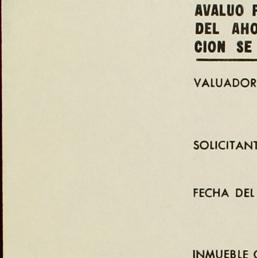 AVALUO
DEL AHO
CION SE
VALUADOR
SOLICITANT
FECHA DEL
INMUEBLE